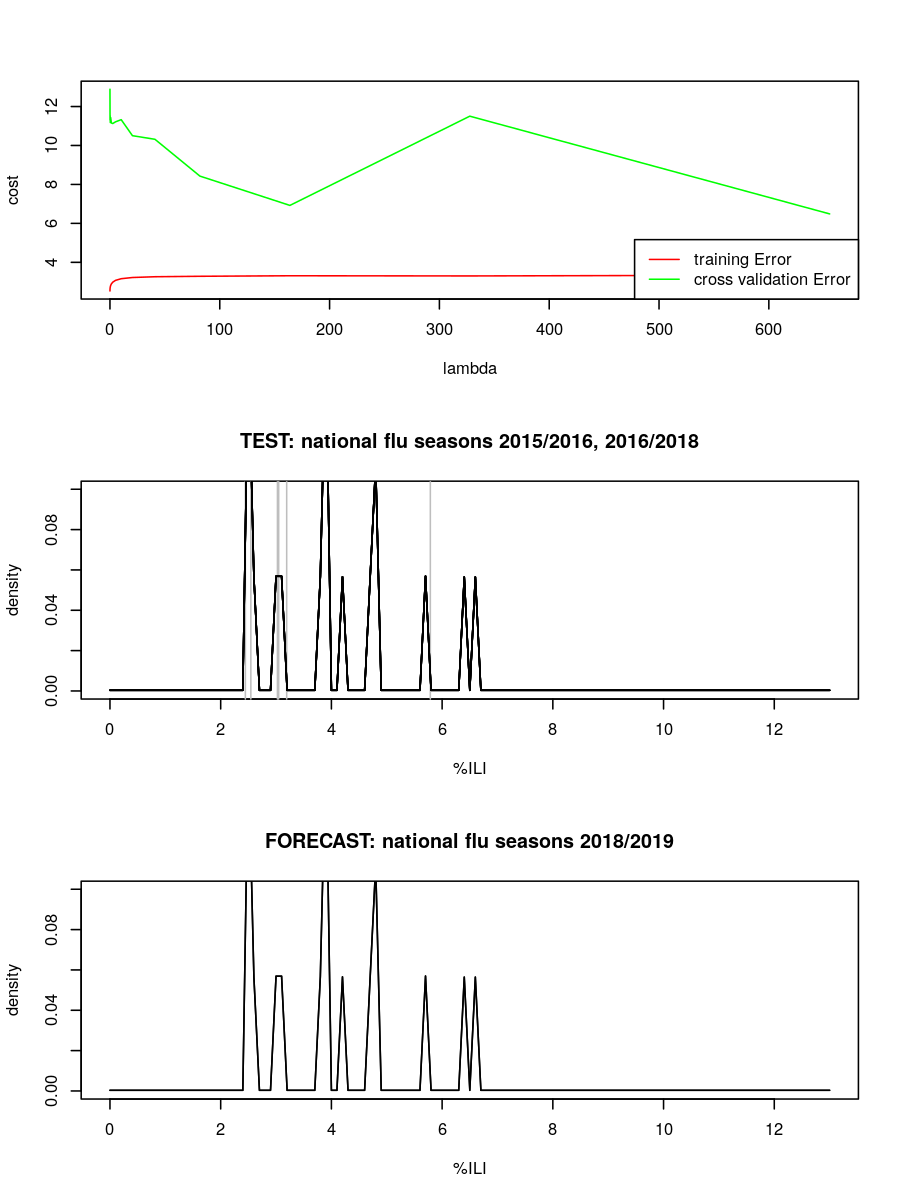 12
10
8
6
4
cost
training Error
cross validation Error
0 100 200 300 400 500 600
lambda
TEST: national flu seasons 2015/2016, 2016/2018
0.08
0.04
0.00
density
0 2 4 6 8 10 12
%ILI
FORECAST: national flu seasons 2018/2019
0.08
0.04
0.00
density
0 2 4 6 8 10 12
%ILI